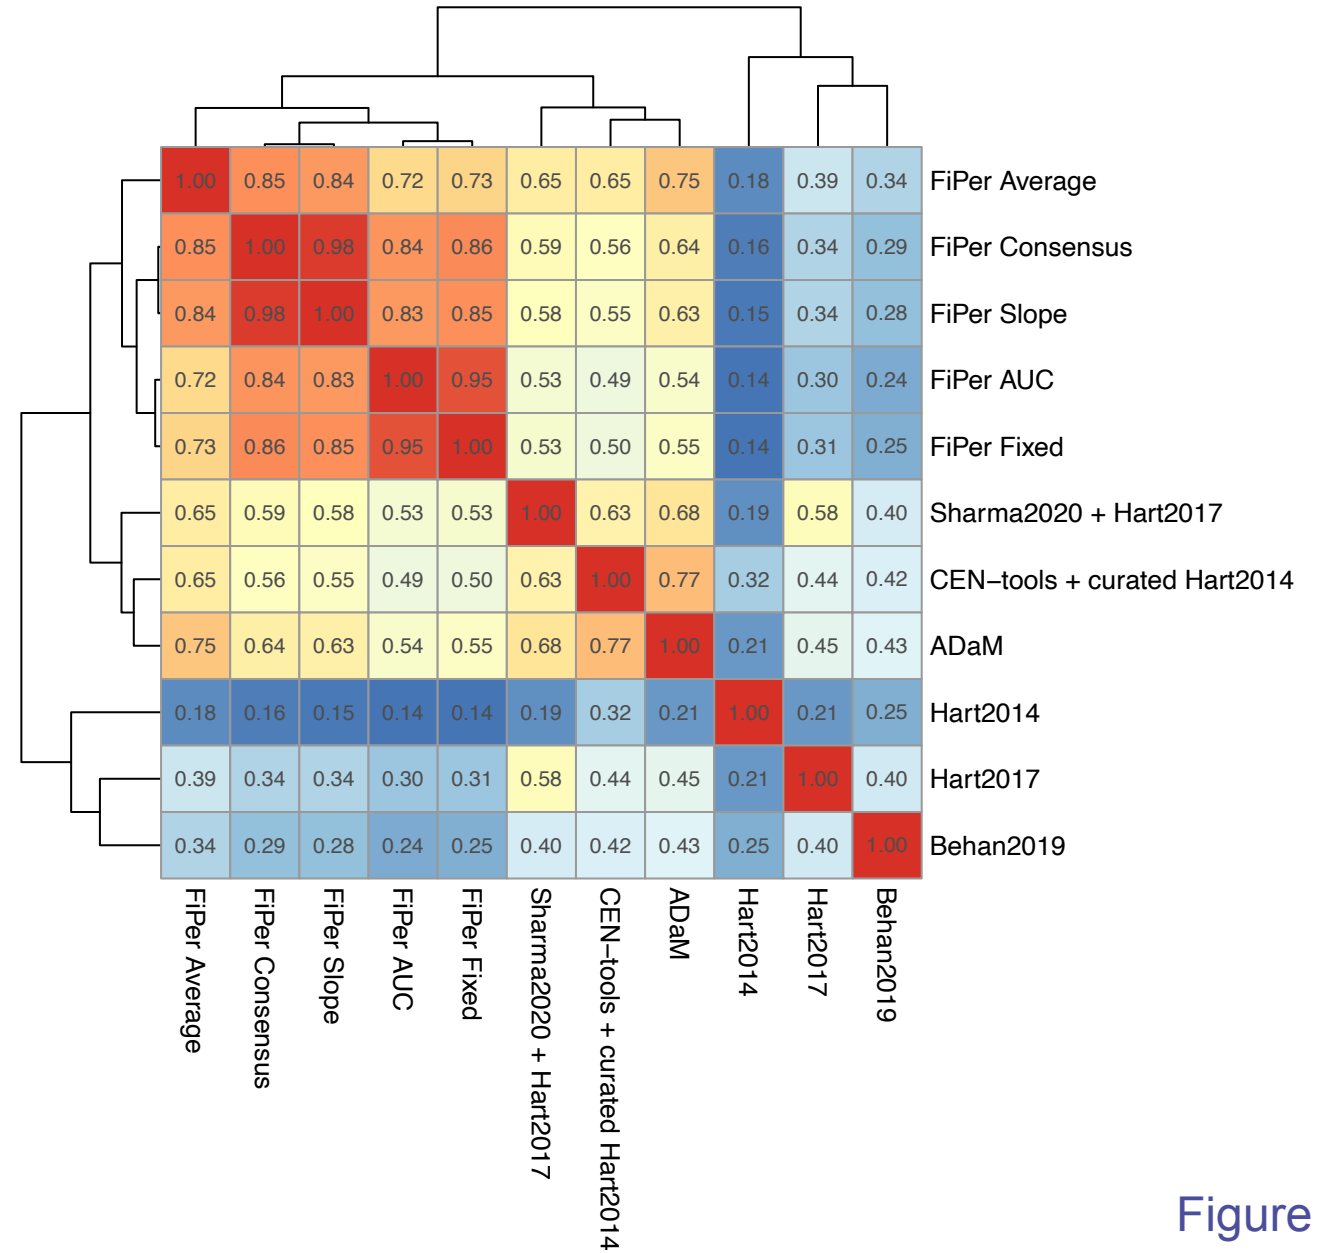 1.00 0.85 0.84 0.72 0.73 0.65 0.65 0.75 0.18 0.39 0.34 FiPer Average
0.85 1.00 0.98 0.84 0.86 0.59 0.56 0.64 0.16 0.34 0.29 FiPer Consensus
0.84 0.98 1.00 0.83 0.85 0.58 0.55 0.63 0.15 0.34 0.28 FiPer Slope
0.72 0.84 0.83 1.00 0.95 0.53 0.49 0.54 0.14 0.30 0.24 FiPer AUC
0.73 0.86 0.85 0.95 1.00 0.53 0.50 0.55 0.14 0.31 0.25 FiPer Fixed
0.65 0.59 0.58 0.53 0.53 1.00 0.63 0.68 0.19 0.58 0.40 Sharma2020 + Hart2017
0.65 0.56 0.55 0.49 0.50 0.63 1.00 0.77 0.32 0.44 0.42 CEN−tools + curated Hart2014
0.75 0.64 0.63 0.54 0.55 0.68 0.77 1.00 0.21 0.45 0.43 ADaM
0.18 0.16 0.15 0.14 0.14 0.19 0.32 0.21 1.00 0.21 0.25 Hart2014
0.39 0.34 0.34 0.30 0.31 0.58 0.44 0.45 0.21 1.00 0.40 Hart2017
0.34 0.29 0.28 0.24 0.25 0.40 0.42 0.43 0.25 0.40 1.00 Behan2019
FiPer Average
FiPer Consensus
FiPer Slope
FiPer AUC
FiPer Fixed
Sharma2020 + Hart2017
CEN−tools + curated Hart2014
ADaM
Hart2014
Hart2017
Behan2019
Figure